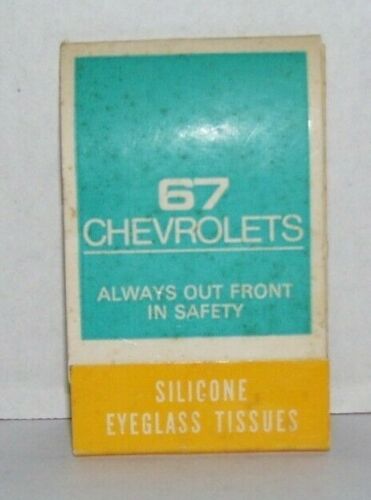 67
CHEVROLETS
ALWAYS OUT FRONT
IN SAFETY
SILICONE
EYEGLASS TISSUES